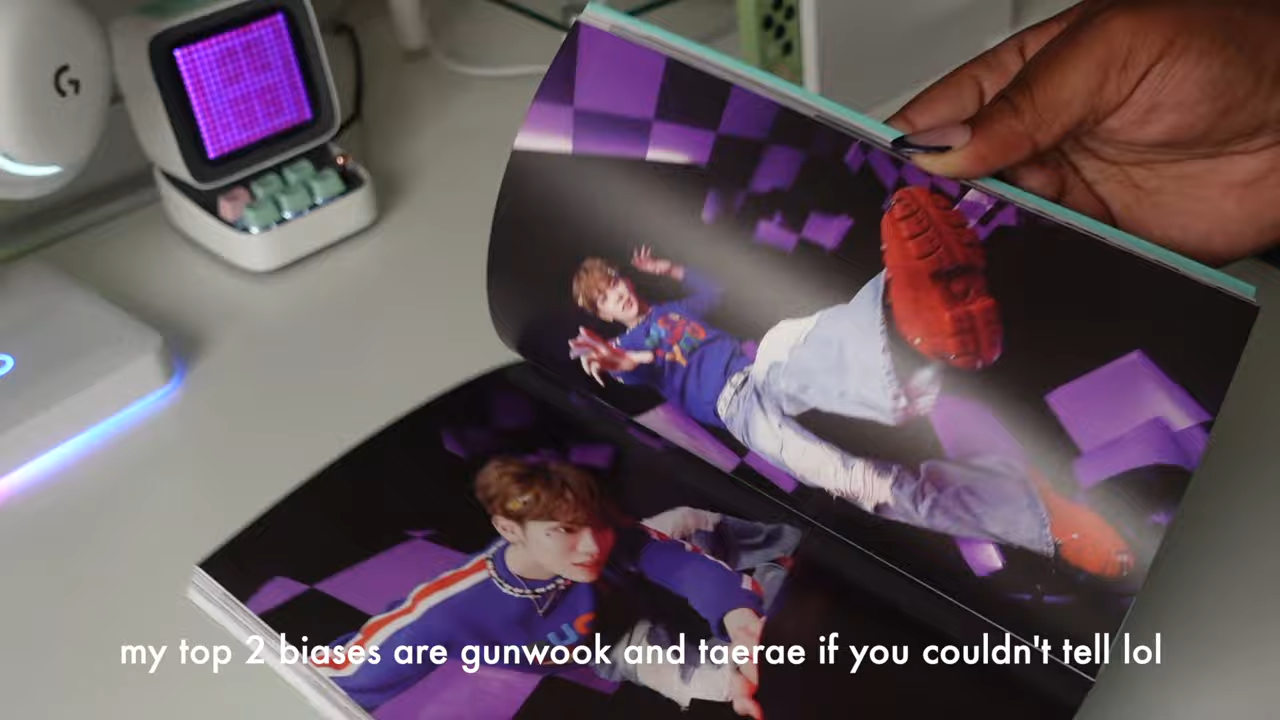 my top 2 biases are gunwook and taerae if you couldn't tell lol